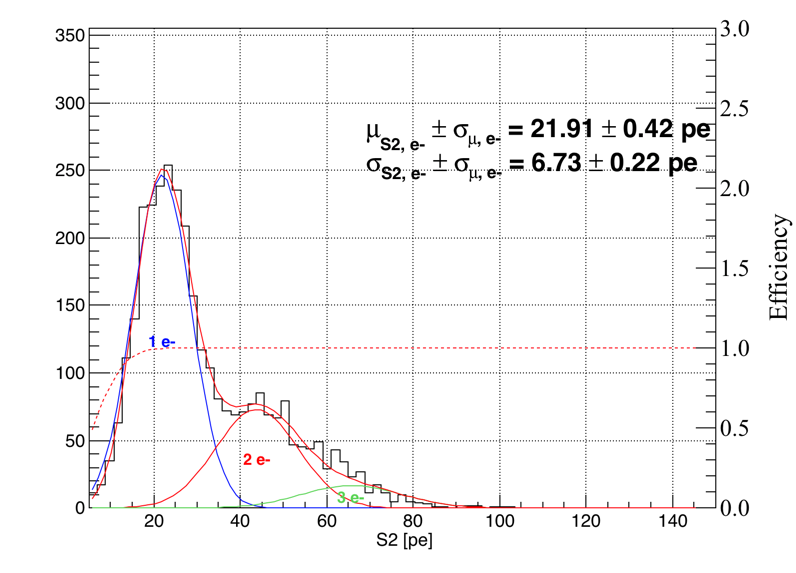 350
300
250
200
150
100
50
0
3.0
2.5
2.0
1.5
1.0
0.5
0.0
μS2, e- ± σμ, e- = 21.91 ± 0.42 pe
σS2, e- ± σμ, e- = 6.73 ± 0.22 pe
1 e-
2 e-
3 e-
20 40 60 80 100 120 140
S2 [pe]
Efficiency